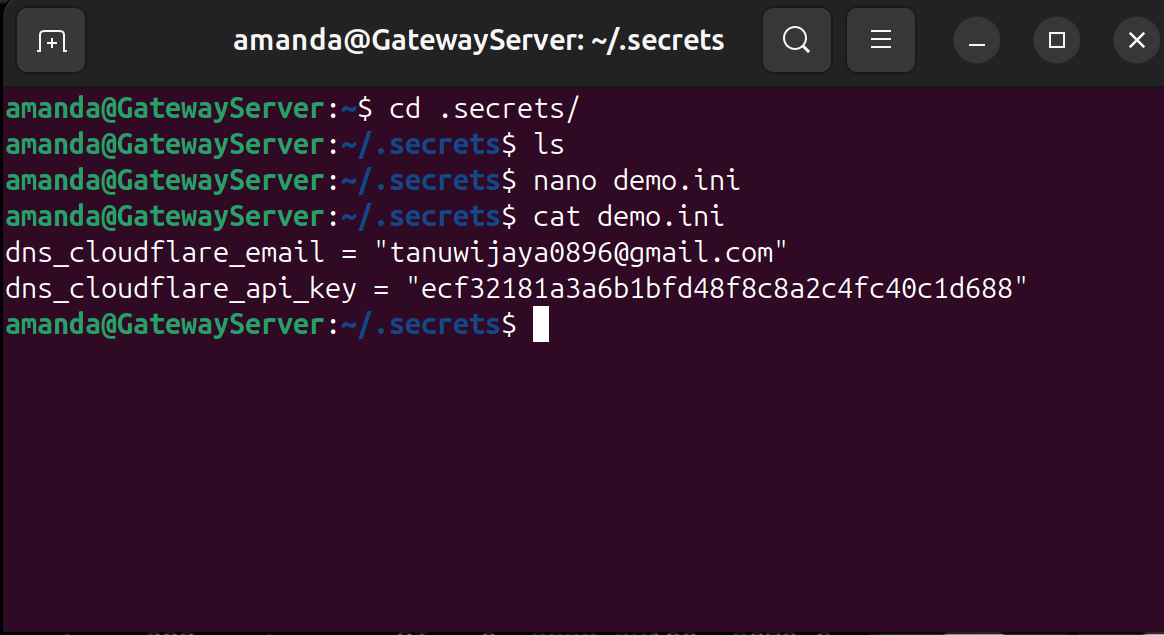 amanda@GatewayServer: ~/.secrets
amanda@GatewayServer:~$ cd .secrets/
amanda@GatewayServer:~/.secrets$ ls
amanda@GatewayServer:~/.secrets$ nano demo.ini
amanda@GatewayServer:~/.secrets$ cat demo.ini
dns_cloudflare_email = "tanuwijaya0896@gmail.com"
dns_cloudflare_api_key = "ecf32181a3a6b1bfd48f8c8a2c4fc40c1d688"
amanda@GatewayServer:~/.secrets$